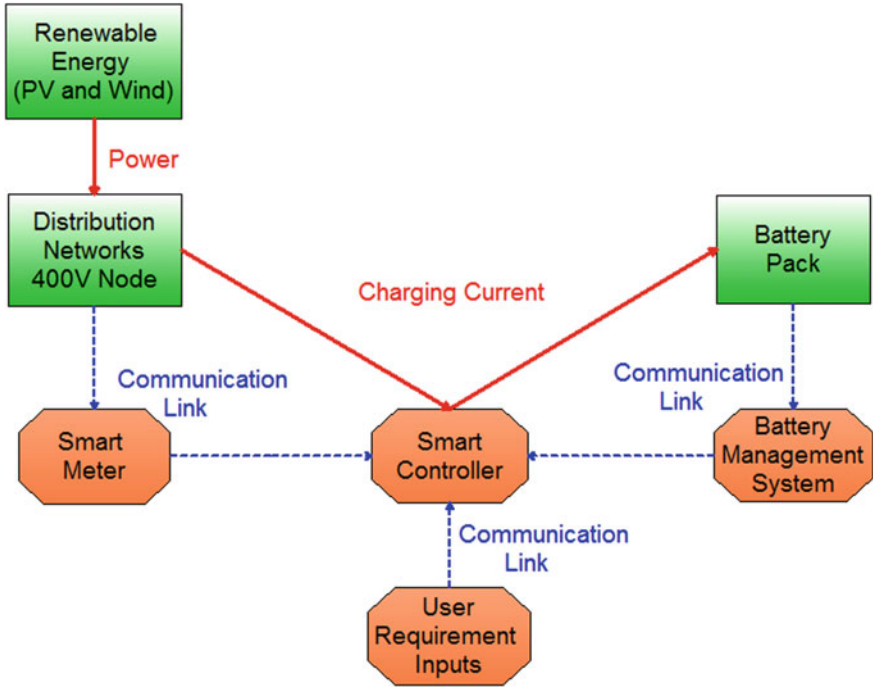 Renewable
Energy
(PV and Wind)
Power
Distribution
Networks
400V Node
Charging Current
Battery
Pack
Communication
Link
Communication
Link
Smart
Meter
Smart
Controller
Battery
Management
System
Communication
Link
User
Requirement
Inputs